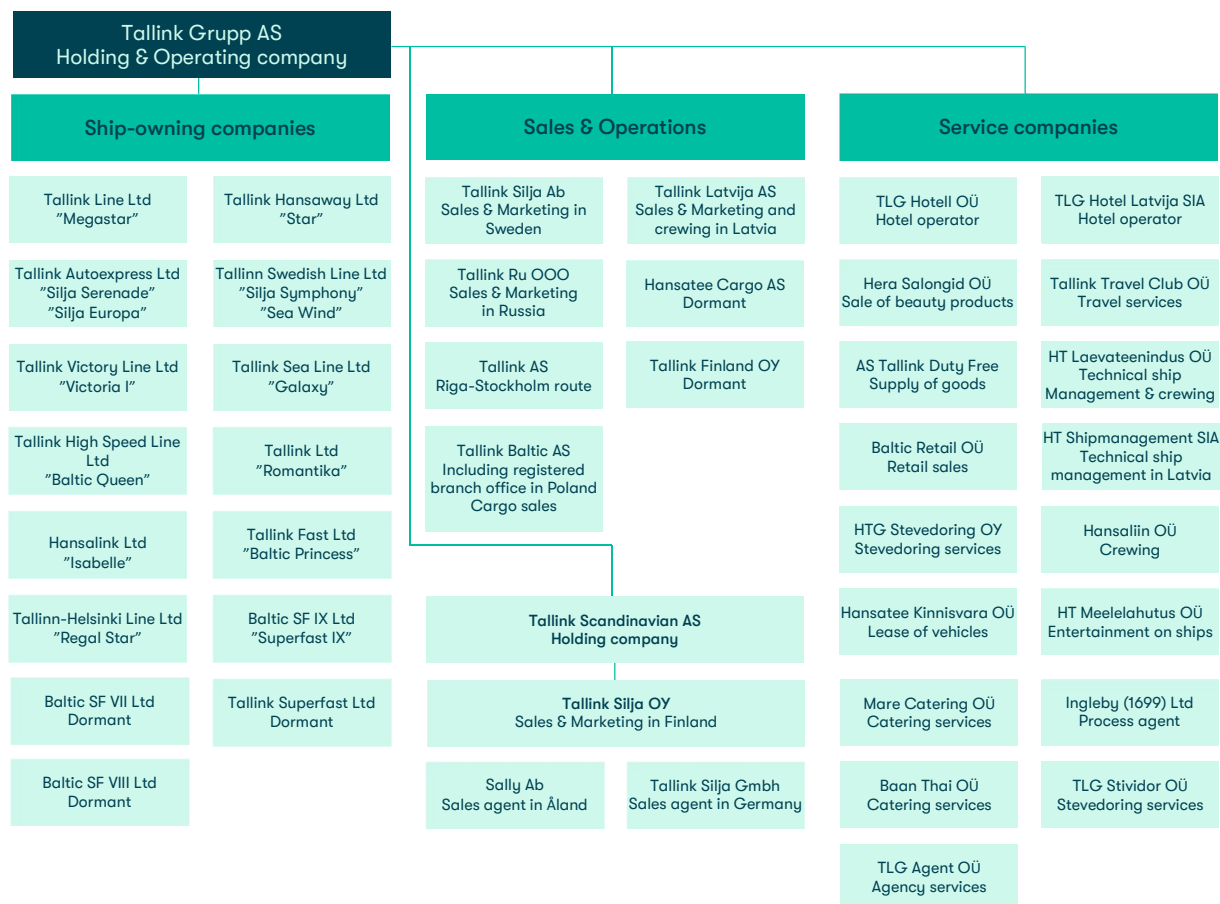 Tallink Grupp AS
Holding & Operating company
Ship-owning companies
Tallink Line Ltd
"Megastar"
Tallink Hansaway Ltd
"Star"
Tallink Autoexpress Ltd
"Silja Serenade"
"Silja Europa"
Tallinn Swedish Line Ltd
"Silja Symphony"
"Sea Wind"
Tallink Victory Line Ltd
"Victoria I"
Tallink Sea Line Ltd
"Galaxy"
Tallink High Speed Line
Ltd
"Baltic Queen"
Tallink Ltd
"Romantika"
Hansalink Ltd
"Isabelle"
Tallink Fast Ltd
"Baltic Princess"
Tallinn-Helsinki Line Ltd
"Regal Star"
Baltic SF IX Ltd
"Superfast IX"
Baltic SF VII Ltd
Dormant
Tallink Superfast Ltd
Dormant
Baltic SF VIII Ltd
Dormant
Sales & Operations
Tallink Silja Ab
Sales & Marketing in
Sweden
Tallink Latvija AS
Sales & Marketing and
crewing in Latvia
Tallink Ru OOO
Sales & Marketing
in Russia
Hansatee Cargo AS
Dormant
Tallink AS
Riga-Stockholm route
Tallink Finland OY
Dormant
Tallink Baltic AS
Including registered
branch office in Poland
Cargo sales
Tallink Scandinavian AS
Holding company
Tallink Silja OY
Sales & Marketing in Finland
Sally Ab
Sales agent in Åland
Tallink Silja Gmbh
Sales agent in Germany
Service companies
TLG Hotell OÜ
Hotel operator
TLG Hotel Latvija SIA
Hotel operator
Hera Salongid OÜ
Sale of beauty products
Tallink Travel Club OÜ
Travel services
AS Tallink Duty Free
Supply of goods
HT Laevateenindus OÜ
Technical ship
Management & crewing
Baltic Retail OÜ
Retail sales
HT Shipmanagement SIA
Technical ship
management in Latvia
HTG Stevedoring OY
Stevedoring services
Hansaliin OÜ
Crewing
Hansatee Kinnisvara OÜ
Lease of vehicles
HT Meelelahutus OÜ
Entertainment on ships
Mare Catering OÜ
Catering services
Ingleby (1699) Ltd
Process agent
Baan Thai OÜ
Catering services
TLG Stividor OÜ
Stevedoring services
TLG Agent OÜ
Agency services